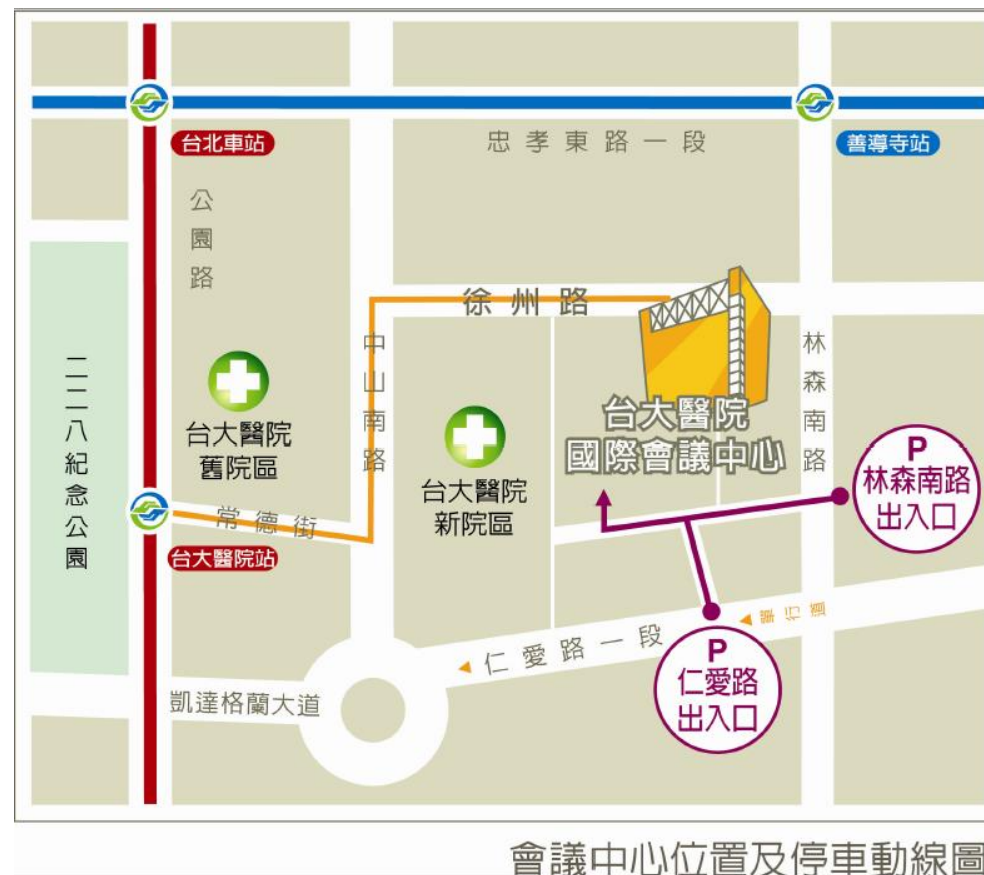 台北車站
忠孝東路一段
善導寺站
公園路
徐州路
中山南路
林森南路
二二八紀念公園
台大醫院
舊院區
台大醫院
新院區
台大醫院
國際會議中心
P
林森南路
出入口
常德街
台大醫院站
單行道
仁愛路一段
P
仁愛路
出入口
凱達格蘭大道
會議中心位置及停車動線圖